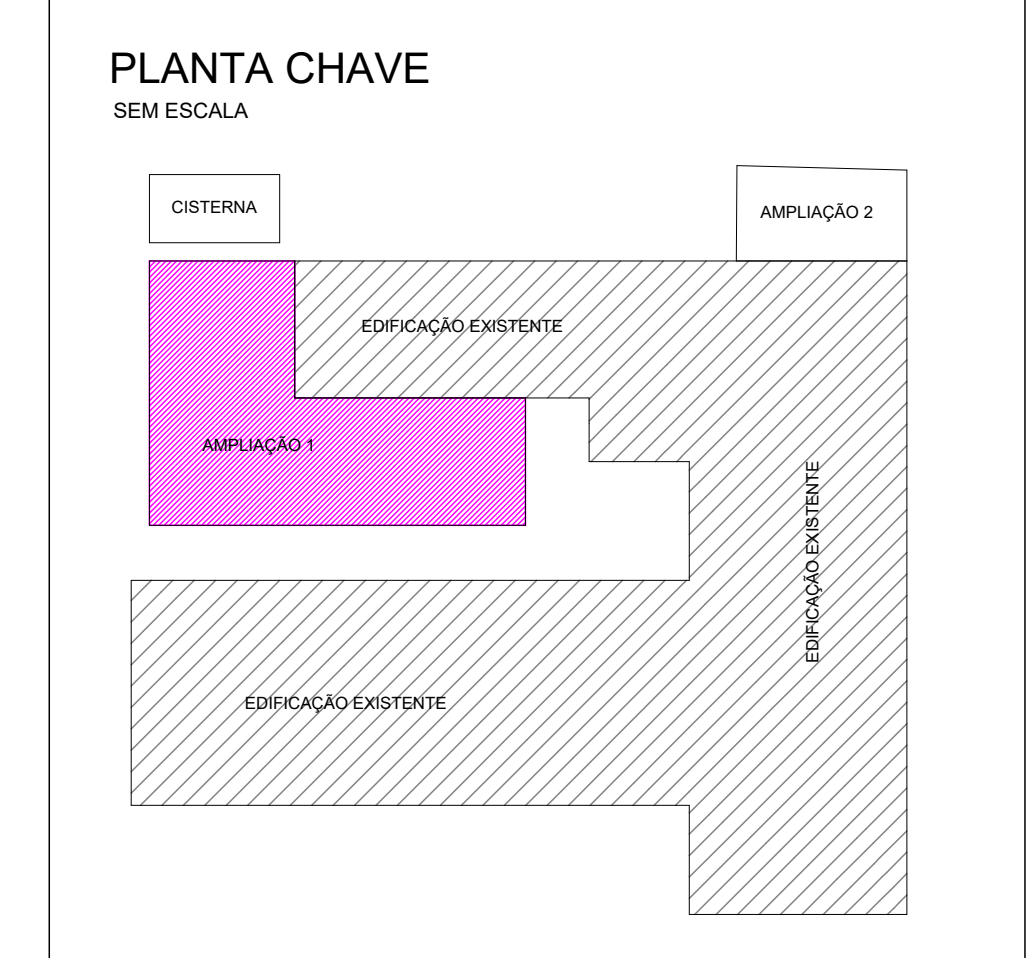 PLANTA CHAVE
SEM ESCALA
CISTERNA
AMPLIAÇÃO 2
EDIFICAÇÃO EXISTENTE
AMPLIAÇÃO 1
EDIFICAÇÃO EXISTENTE
EDIFICAÇÃO EXISTENTE